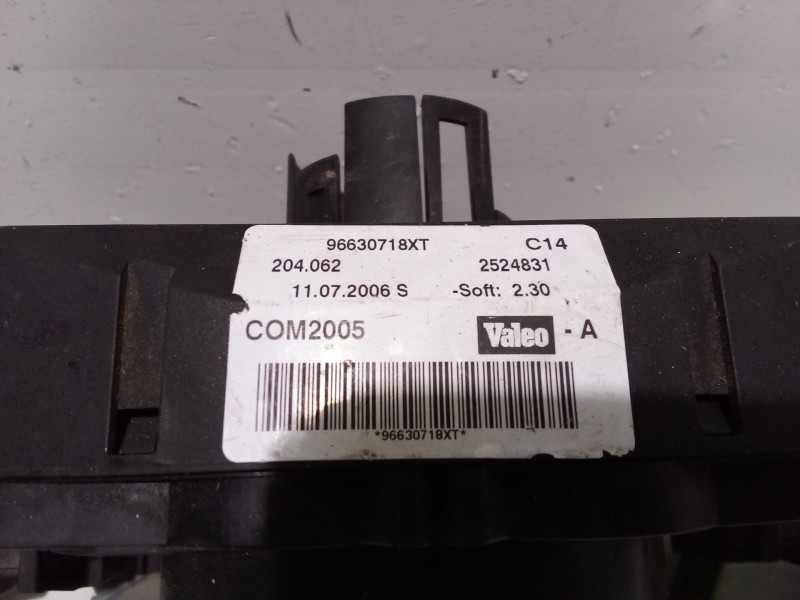 96630718XT C14
204.062 2524831
11.07.2006 S -Soft: 2.30
COM2005 Valeo - A
*96630718XT*